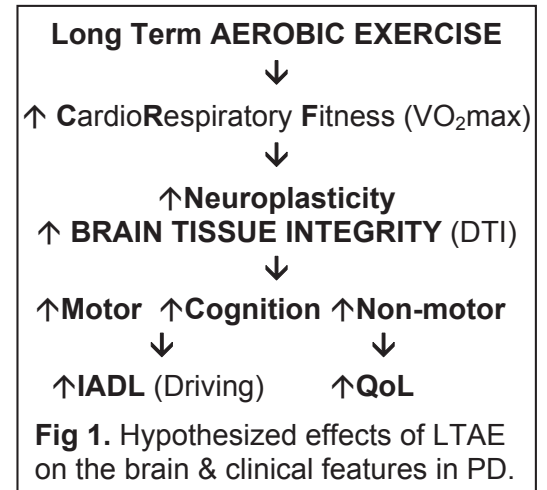 Long Term AEROBIC EXERCISE
↓
↑ CardioRespiratory Fitness (VO₂max)
↓
↑Neuroplasticity
↑ BRAIN TISSUE INTEGRITY (DTI)
↓
↑Motor ↑Cognition ↑Non-motor
↓ ↓
↑IADL (Driving) ↑QoL
Fig 1. Hypothesized effects of LTAE
on the brain & clinical features in PD.